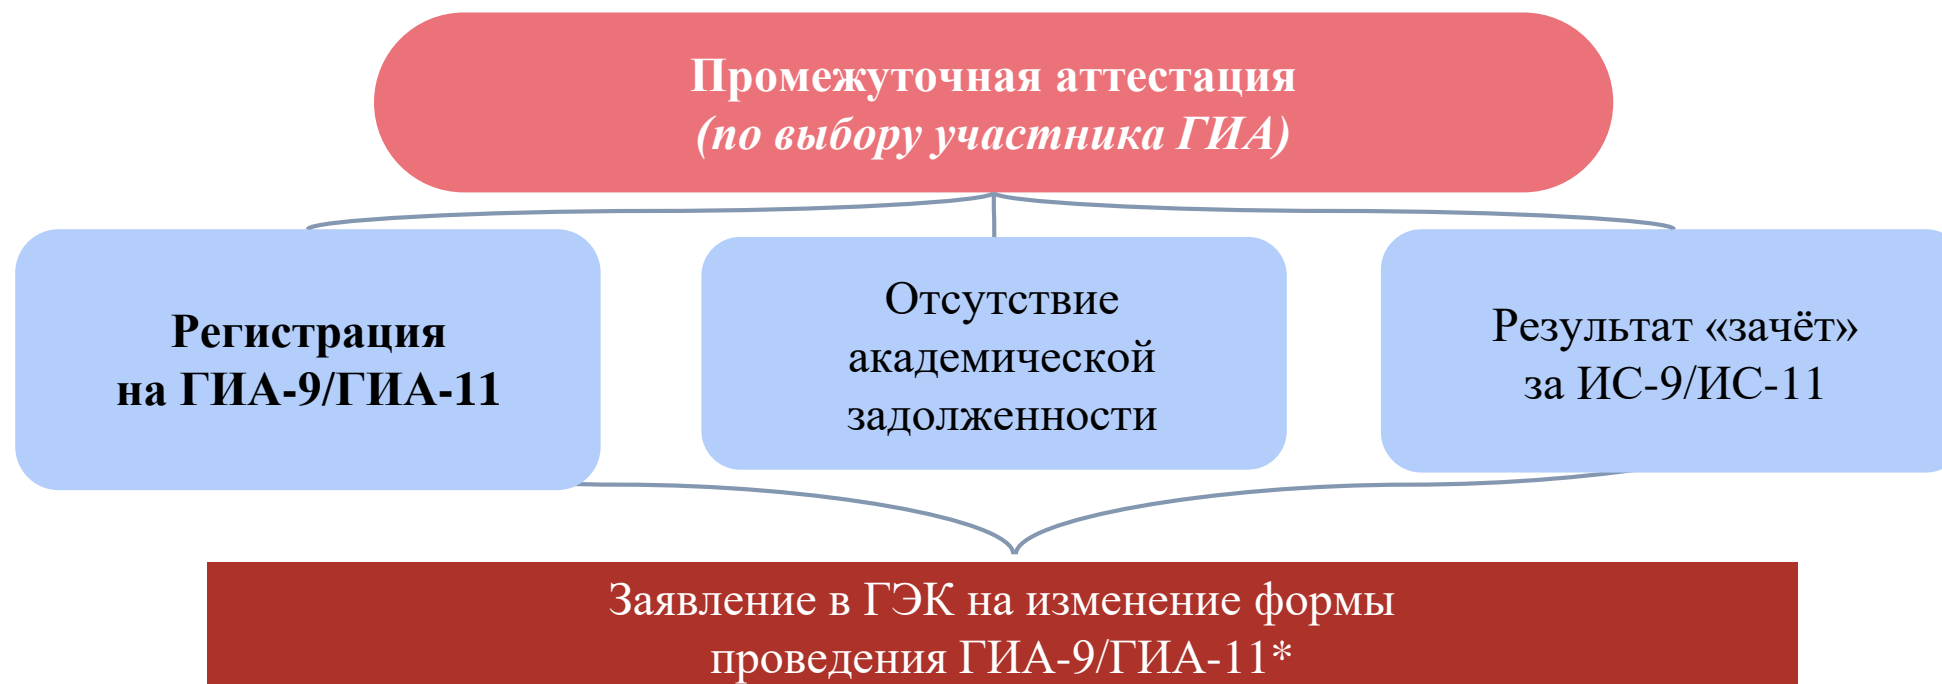 Промежуточная аттестация
(по выбору участника ГИА)
Регистрация
на ГИА-9/ГИА-11
Отсутствие
академической
задолженности
Результат «зачёт»
за ИС-9/ИС-11
Заявление в ГЭК на изменение формы
проведения ГИА-9/ГИА-11*